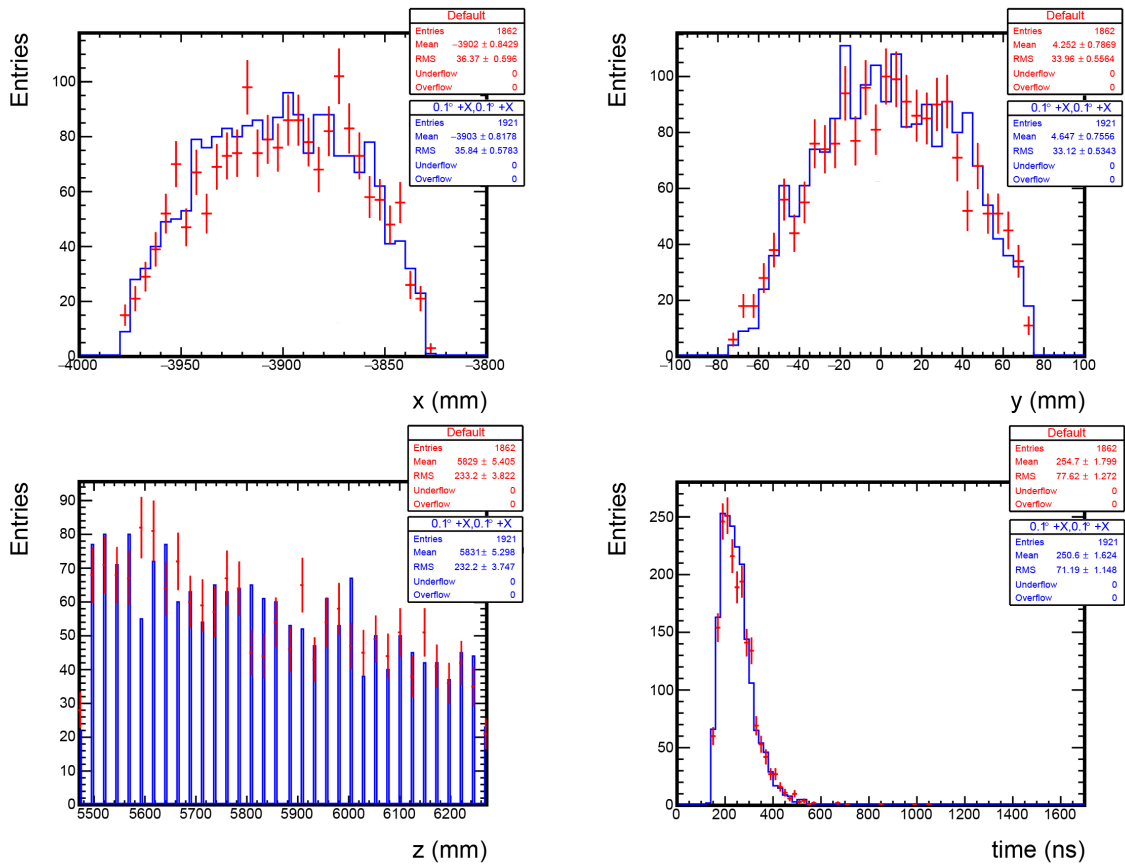 Default
Entries 1862
Mean −3902 ± 0.8429
RMS 36.37 ± 0.596
Underflow 0
Overflow 0
0.1° +X,0.1° +X
Entries 1921
Mean −3903 ± 0.8178
RMS 35.84 ± 0.5783
Underflow 0
Overflow 0
Entries
100
80
60
40
20
0
−4000 −3950 −3900 −3850 −3800
x (mm)
Default
Entries 1862
Mean 4.252 ± 0.7869
RMS 33.96 ± 0.5564
Underflow 0
Overflow 0
0.1° +X,0.1° +X
Entries 1921
Mean 4.647 ± 0.7556
RMS 33.12 ± 0.5343
Underflow 0
Overflow 0
Entries
100
80
60
40
20
0
−100 −80 −60 −40 −20 0 20 40 60 80 100
y (mm)
Default
Entries 1862
Mean 5829 ± 5.405
RMS 233.2 ± 3.822
Underflow 0
Overflow 0
0.1° +X,0.1° +X
Entries 1921
Mean 5831 ± 5.298
RMS 232.2 ± 3.747
Underflow 0
Overflow 0
Entries
90
80
70
60
50
40
30
20
10
0
5500 5600 5700 5800 5900 6000 6100 6200
z (mm)
Default
Entries 1862
Mean 254.7 ± 1.799
RMS 77.62 ± 1.272
Underflow 0
Overflow 0
0.1° +X,0.1° +X
Entries 1921
Mean 250.6 ± 1.624
RMS 71.19 ± 1.148
Underflow 0
Overflow 0
Entries
250
200
150
100
50
0
0 200 400 600 800 1000 1200 1400 1600
time (ns)